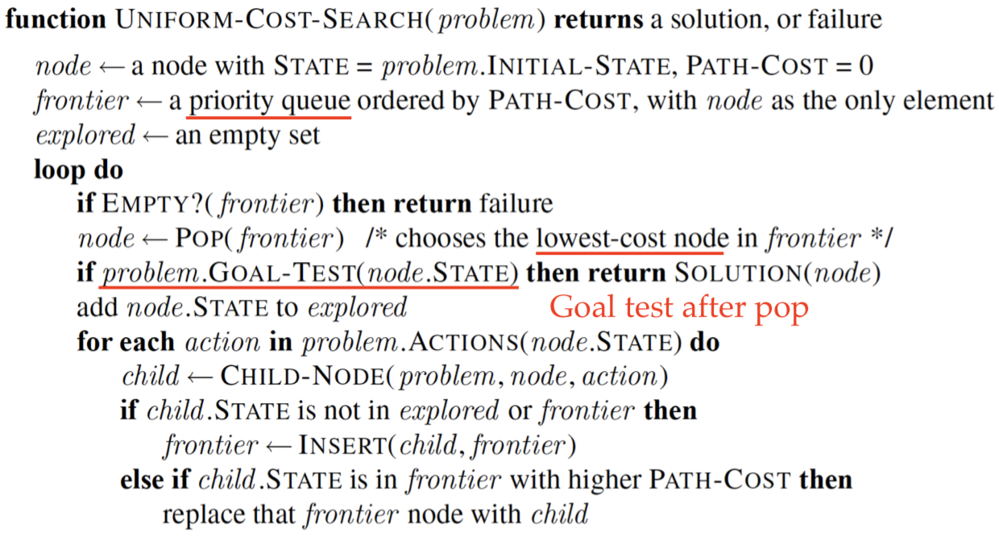 function UNIFORM-COST-SEARCH(problem) returns a solution, or failure
node ← a node with STATE = problem.INITIAL-STATE, PATH-COST = 0
frontier ← a priority queue ordered by PATH-COST, with node as the only element
explored ← an empty set
loop do
if EMPTY?(frontier) then return failure
node ← POP(frontier) /* chooses the lowest-cost node in frontier */
if problem.GOAL-TEST(node.STATE) then return SOLUTION(node)
add node.STATE to explored
Goal test after pop
for each action in problem.ACTIONS(node.STATE) do
child ← CHILD-NODE(problem, node, action)
if child.STATE is not in explored or frontier then
frontier ← INSERT(child, frontier)
else if child.STATE is in frontier with higher PATH-COST then
replace that frontier node with child